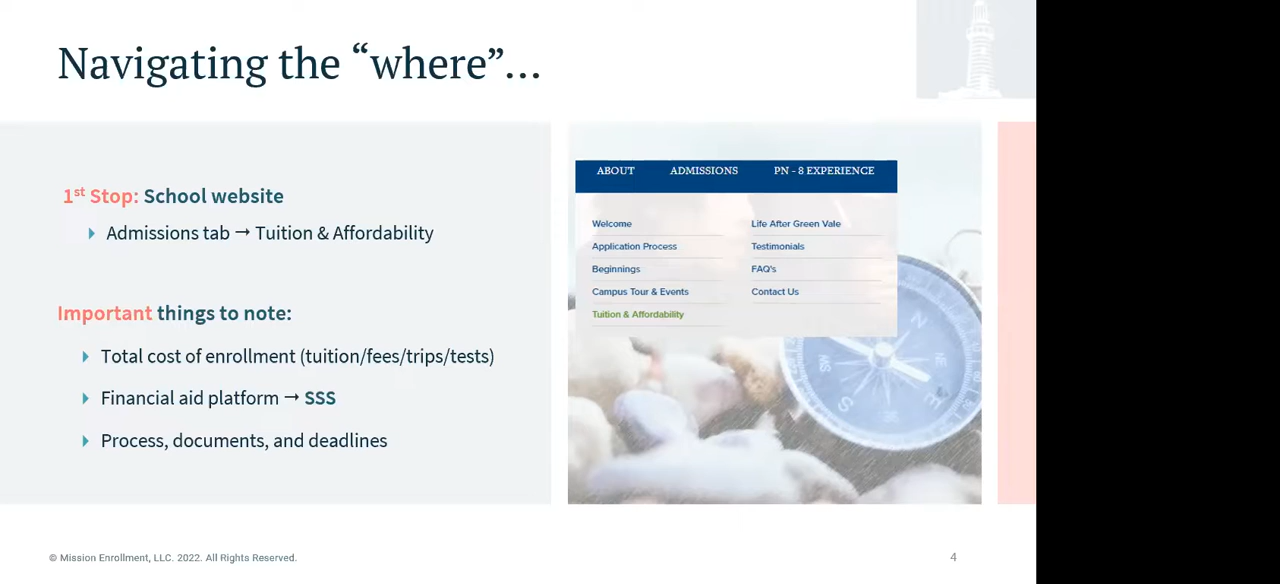 Navigating the “where”...
1st Stop: School website
Admissions tab → Tuition & Affordability
Important things to note:
Total cost of enrollment (tuition/fees/trips/tests)
Financial aid platform → SSS
Process, documents, and deadlines
ABOUT ADMISSIONS PN - 8 EXPERIENCE
Welcome
Application Process
Beginnings
Campus Tour & Events
Tuition & Affordability
Life After Green Vale
Testimonials
FAQ's
Contact Us
N
NE
E
S
SW
© Mission Enrollment, LLC. 2022. All Rights Reserved.
4